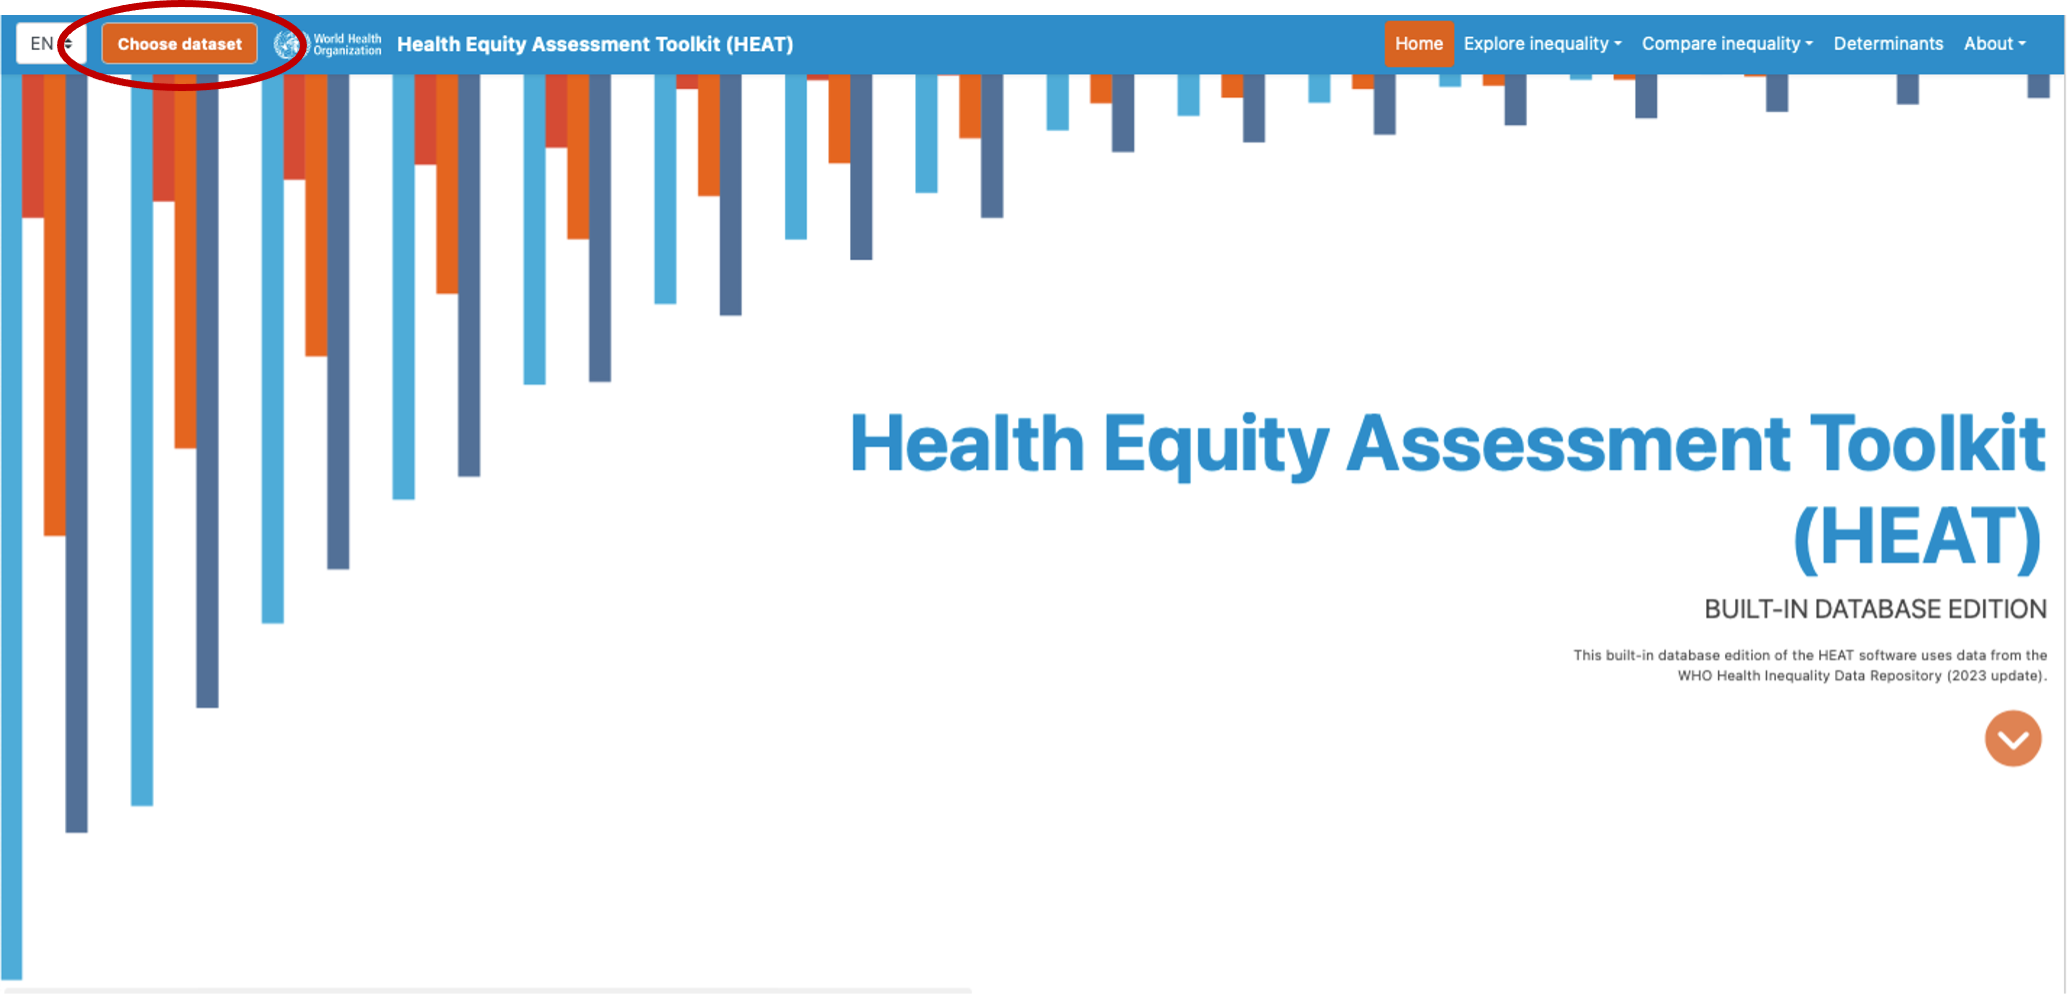 EN
Choose dataset
World Health
Organization
Health Equity Assessment Toolkit (HEAT)
Home
Explore inequality
Compare inequality
Determinants
About
Health Equity Assessment Toolkit
(HEAT)
BUILT-IN DATABASE EDITION
This built-in database edition of the HEAT software uses data from the
WHO Health Inequality Data Repository (2023 update).